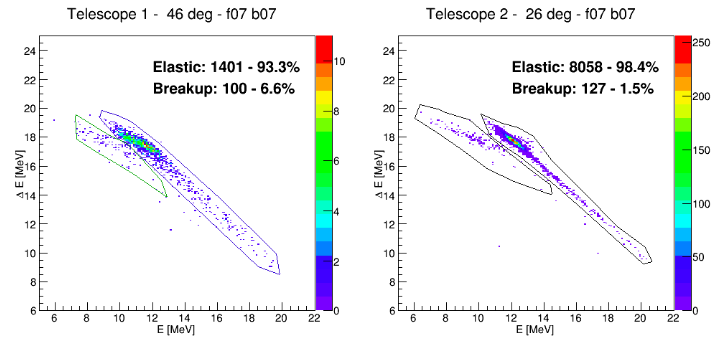 Telescope 1 - 46 deg - f07 b07
Elastic: 1401 - 93.3%
Breakup: 100 - 6.6%
Δ E [MeV]
24
22
20
18
16
14
12
10
8
6
6 8 10 12 14 16 18 20 22
E [MeV]
10
8
6
4
2
0
Telescope 2 - 26 deg - f07 b07
Elastic: 8058 - 98.4%
Breakup: 127 - 1.5%
Δ E [MeV]
24
22
20
18
16
14
12
10
8
6
6 8 10 12 14 16 18 20 22
E [MeV]
250
200
150
100
50
0